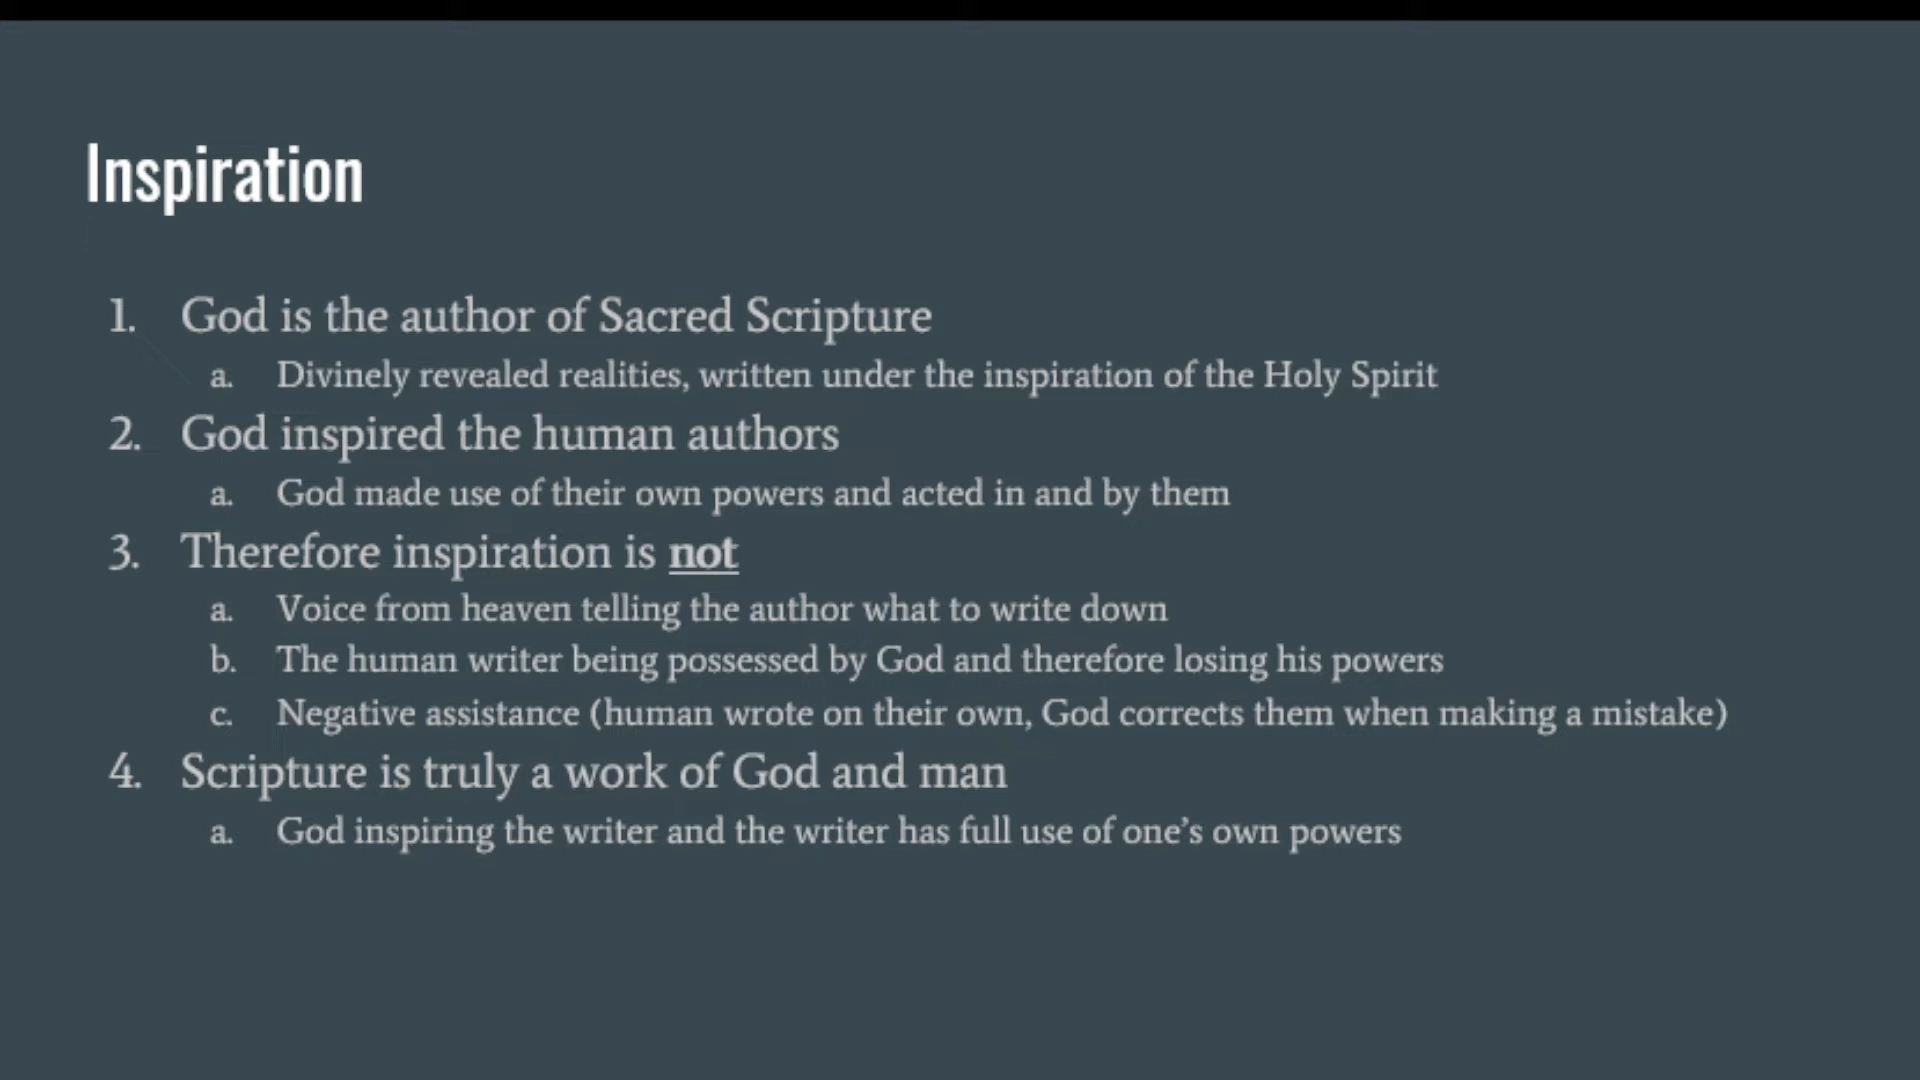 Inspiration
1. God is the author of Sacred Scripture
a. Divinely revealed realities, written under the inspiration of the Holy Spirit
2. God inspired the human authors
a. God made use of their own powers and acted in and by them
3. Therefore inspiration is not
a. Voice from heaven telling the author what to write down
b. The human writer being possessed by God and therefore losing his powers
c. Negative assistance (human wrote on their own, God corrects them when making a mistake)
4. Scripture is truly a work of God and man
a. God inspiring the writer and the writer has full use of one’s own powers